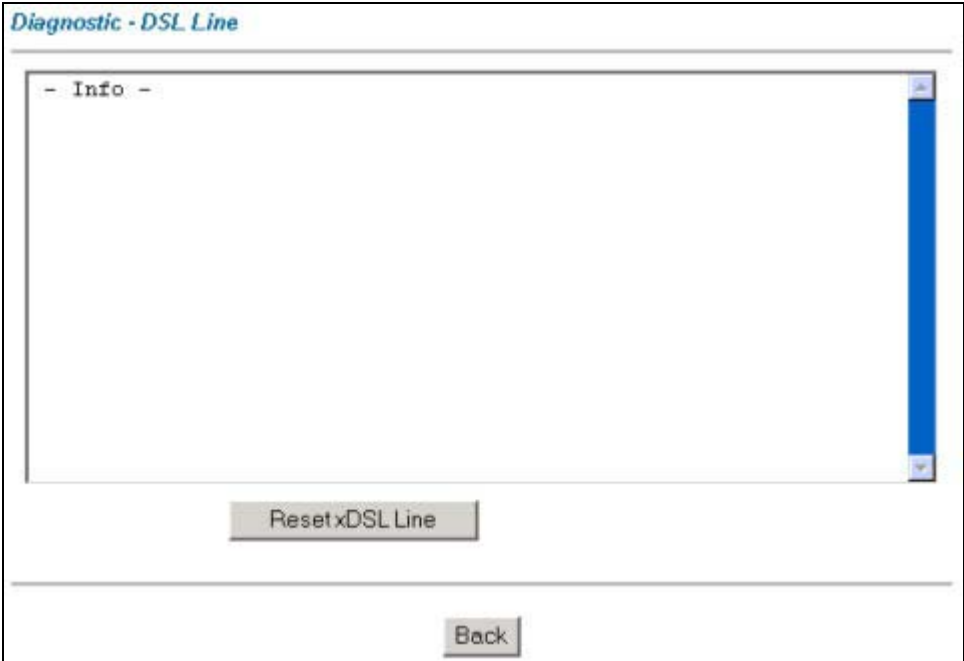 Diagnostic - DSL Line
- Info -
Reset xDSL Line
Back